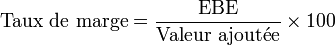 Taux de marge = EBE / Valeur ajoutée × 100